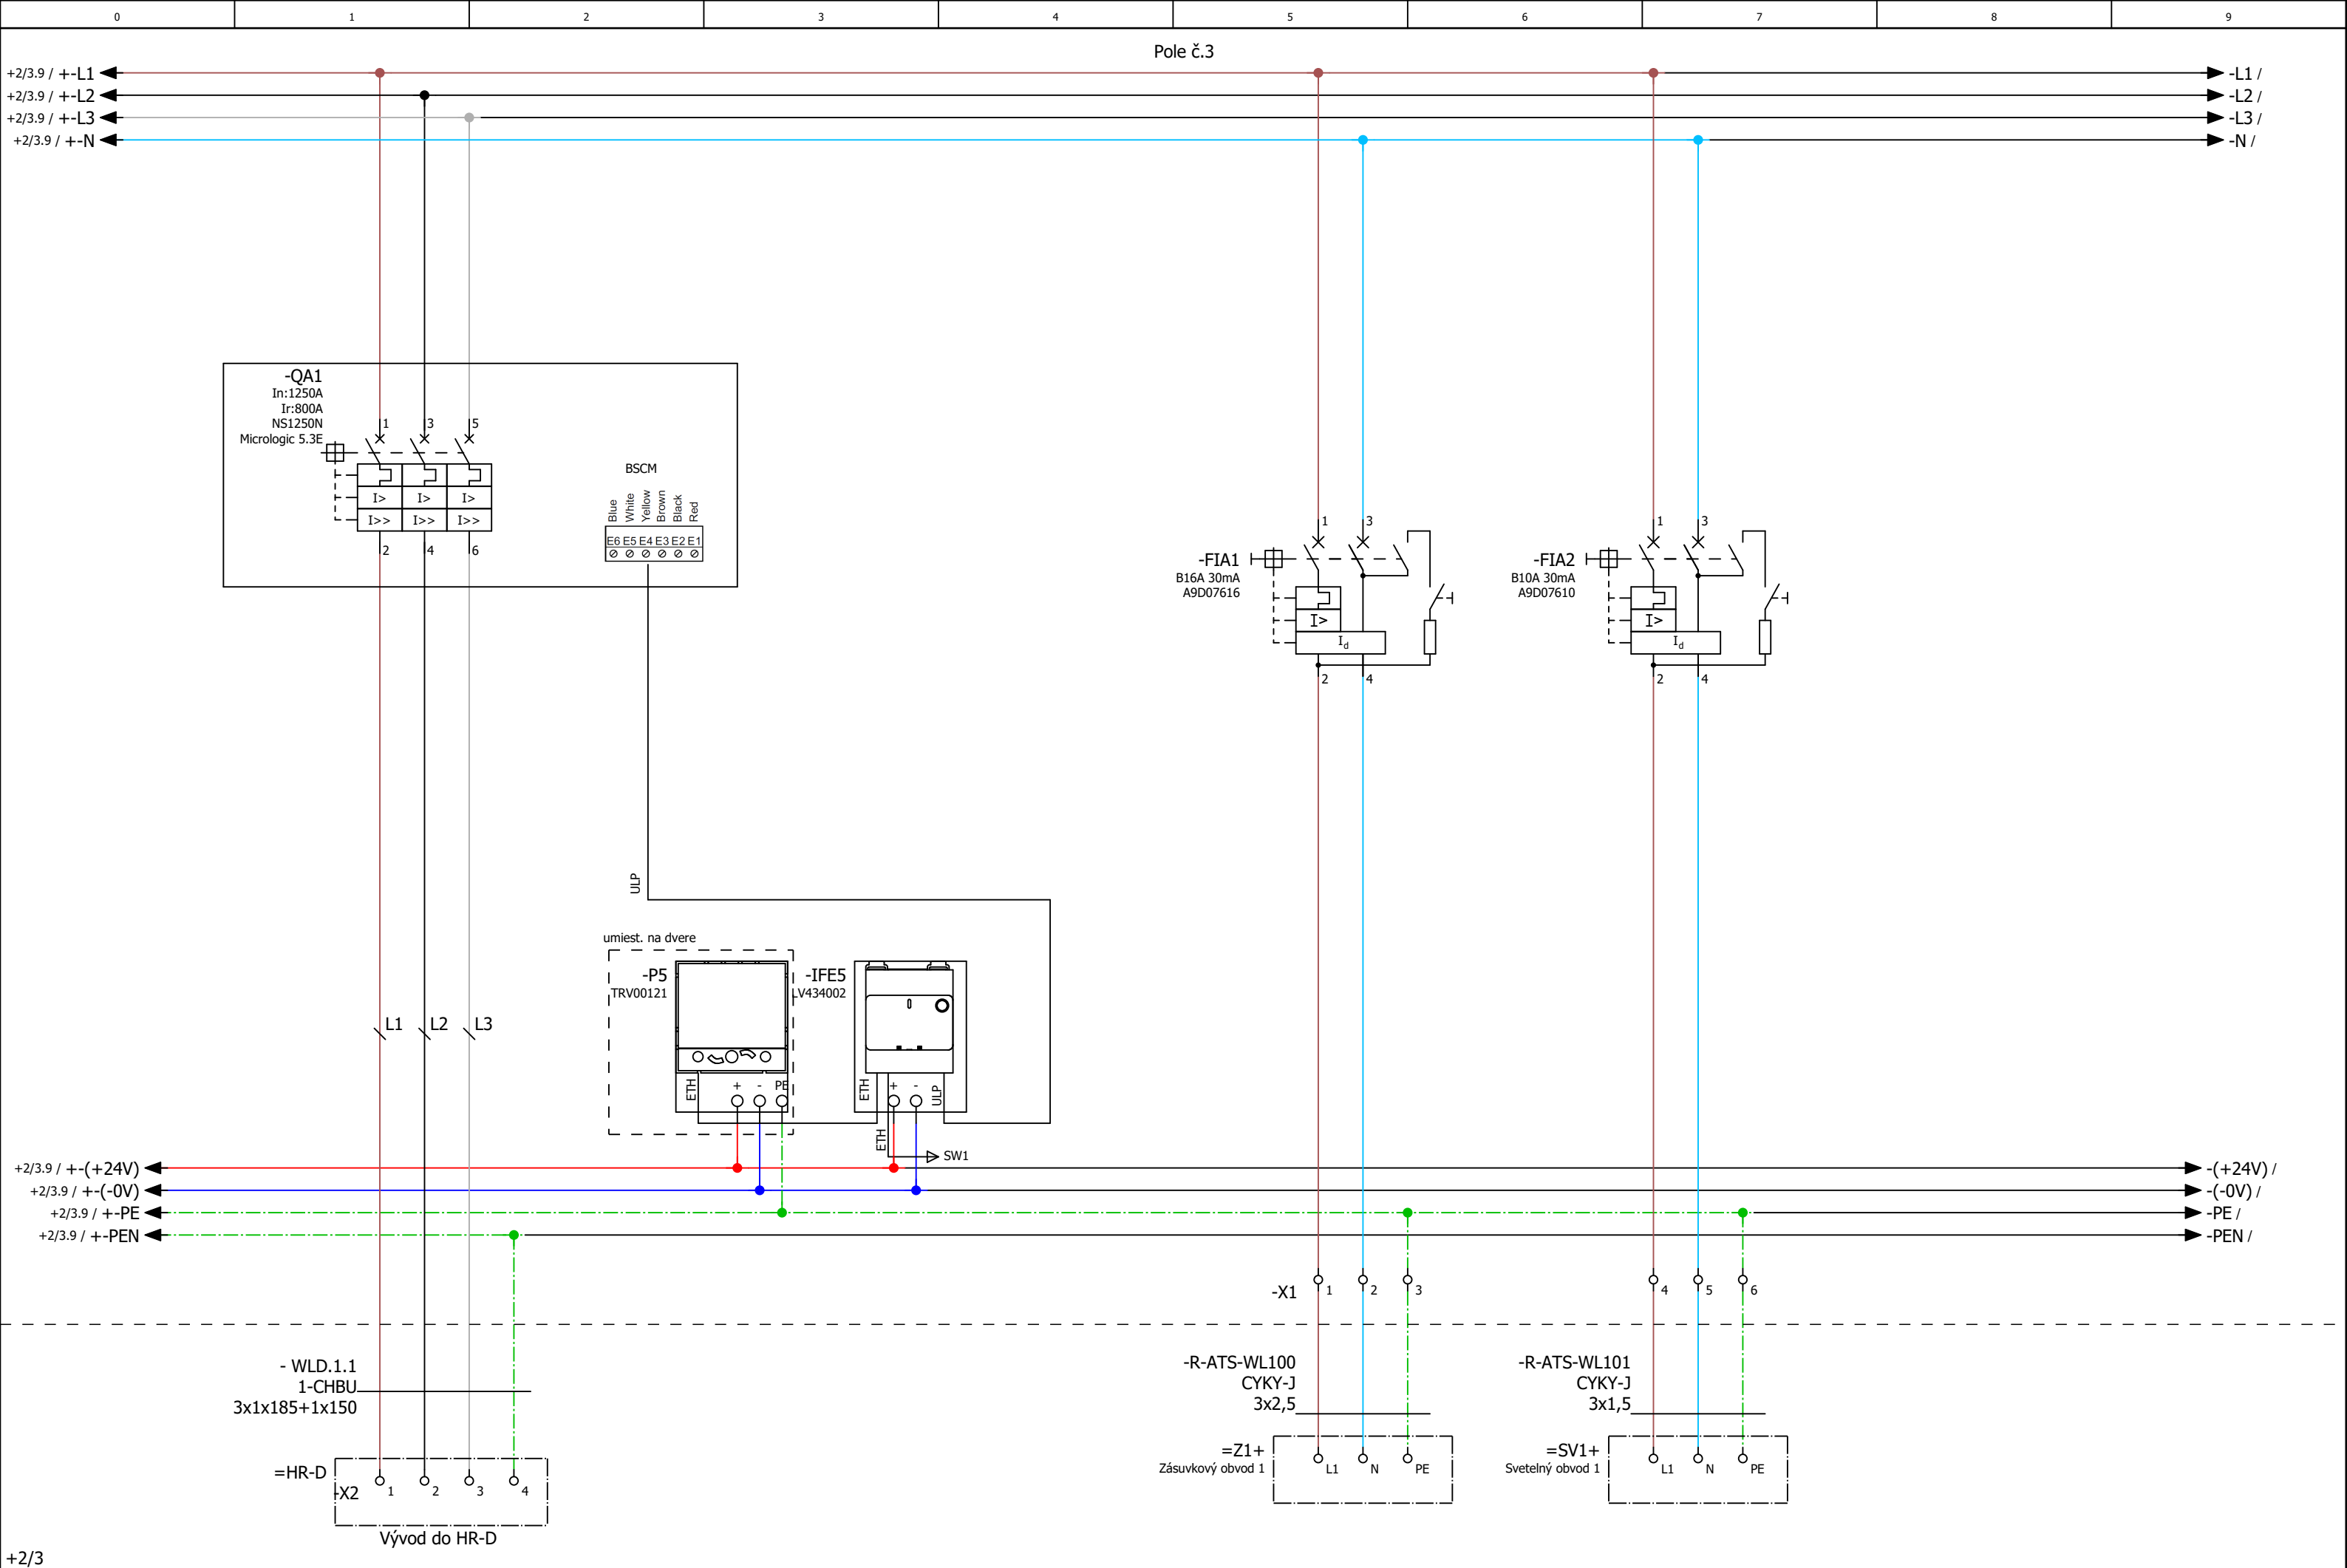 0 1 2 3 4 5 6 7 8 9
Pole č.3
+2/3.9 / +-L1
-L1 /
+2/3.9 / +-L2
-L2 /
+2/3.9 / +-L3
-L3 /
+2/3.9 / +-N
-N /
-QA1
In:1250A
Ir:800A
NS1250N
Micrologic 5.3E
1 3 5
I> I> I>
I>> I>> I>>
2 4 6
BSCM
Blue
White
Yellow
Brown
Black
Red
E6 E5 E4 E3 E2 E1
-FIA1
B16A 30mA
A9D07616
1 3
I>
Id
2 4
-FIA2
B10A 30mA
A9D07610
1 3
I>
Id
2 4
ULP
umiest. na dvere
-P5
TRV00121
ETH
+ - PE
-IFE5
LV434002
ETH
+ -
ULP
ETH
SW1
L1 L2 L3
+2/3.9 / +-(+24V)
-(+24V) /
+2/3.9 / +-(-0V)
-(-0V) /
+2/3.9 / +-PE
-PE /
+2/3.9 / +-PEN
-PEN /
-X1
1 2 3 4 5 6
- WLD.1.1
1-CHBU
3x1x185+1x150
-R-ATS-WL100
CYKY-J
3x2,5
-R-ATS-WL101
CYKY-J
3x1,5
=HR-D
-X2
1 2 3 4
Vývod do HR-D
=Z1+
Zásuvkový obvod 1
L1 N PE
=SV1+
Svetelný obvod 1
L1 N PE
+2/3